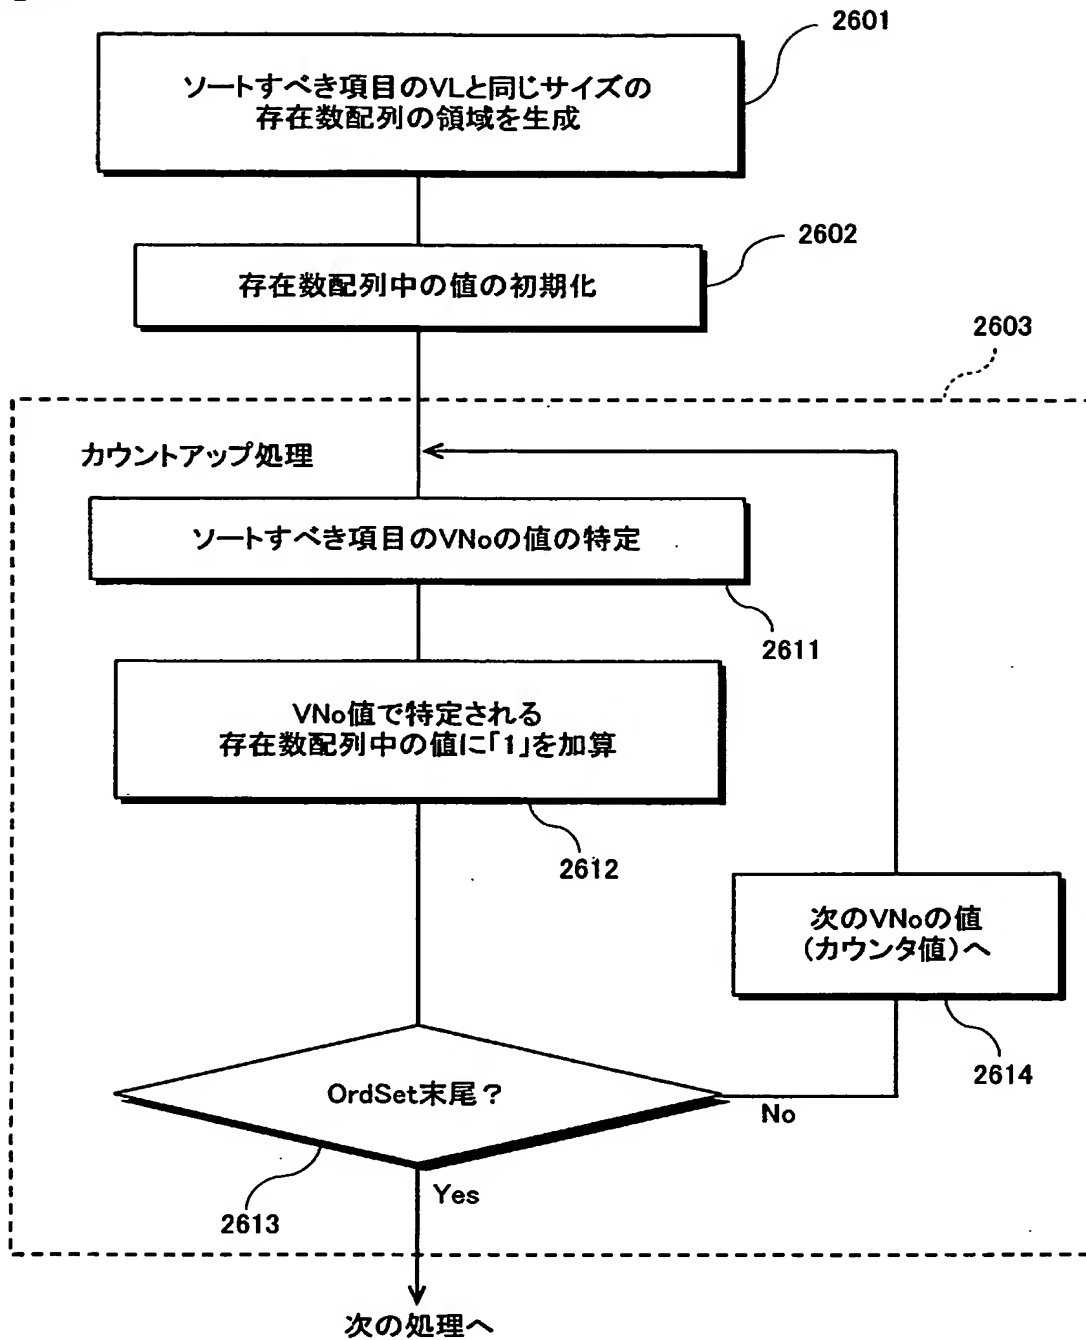 2601
ソートすべき項目のVLと同じサイズの
存在数配列の領域を生成
2602
存在数配列中の値の初期化
2603
カウントアップ処理
ソートすべき項目のVNoの値の特定
2611
VNo値で特定される
存在数配列中の値に「1」を加算
2612
次のVNoの値
(カウンタ値)へ
2614
OrdSet末尾?
No
Yes
2613
次の処理へ